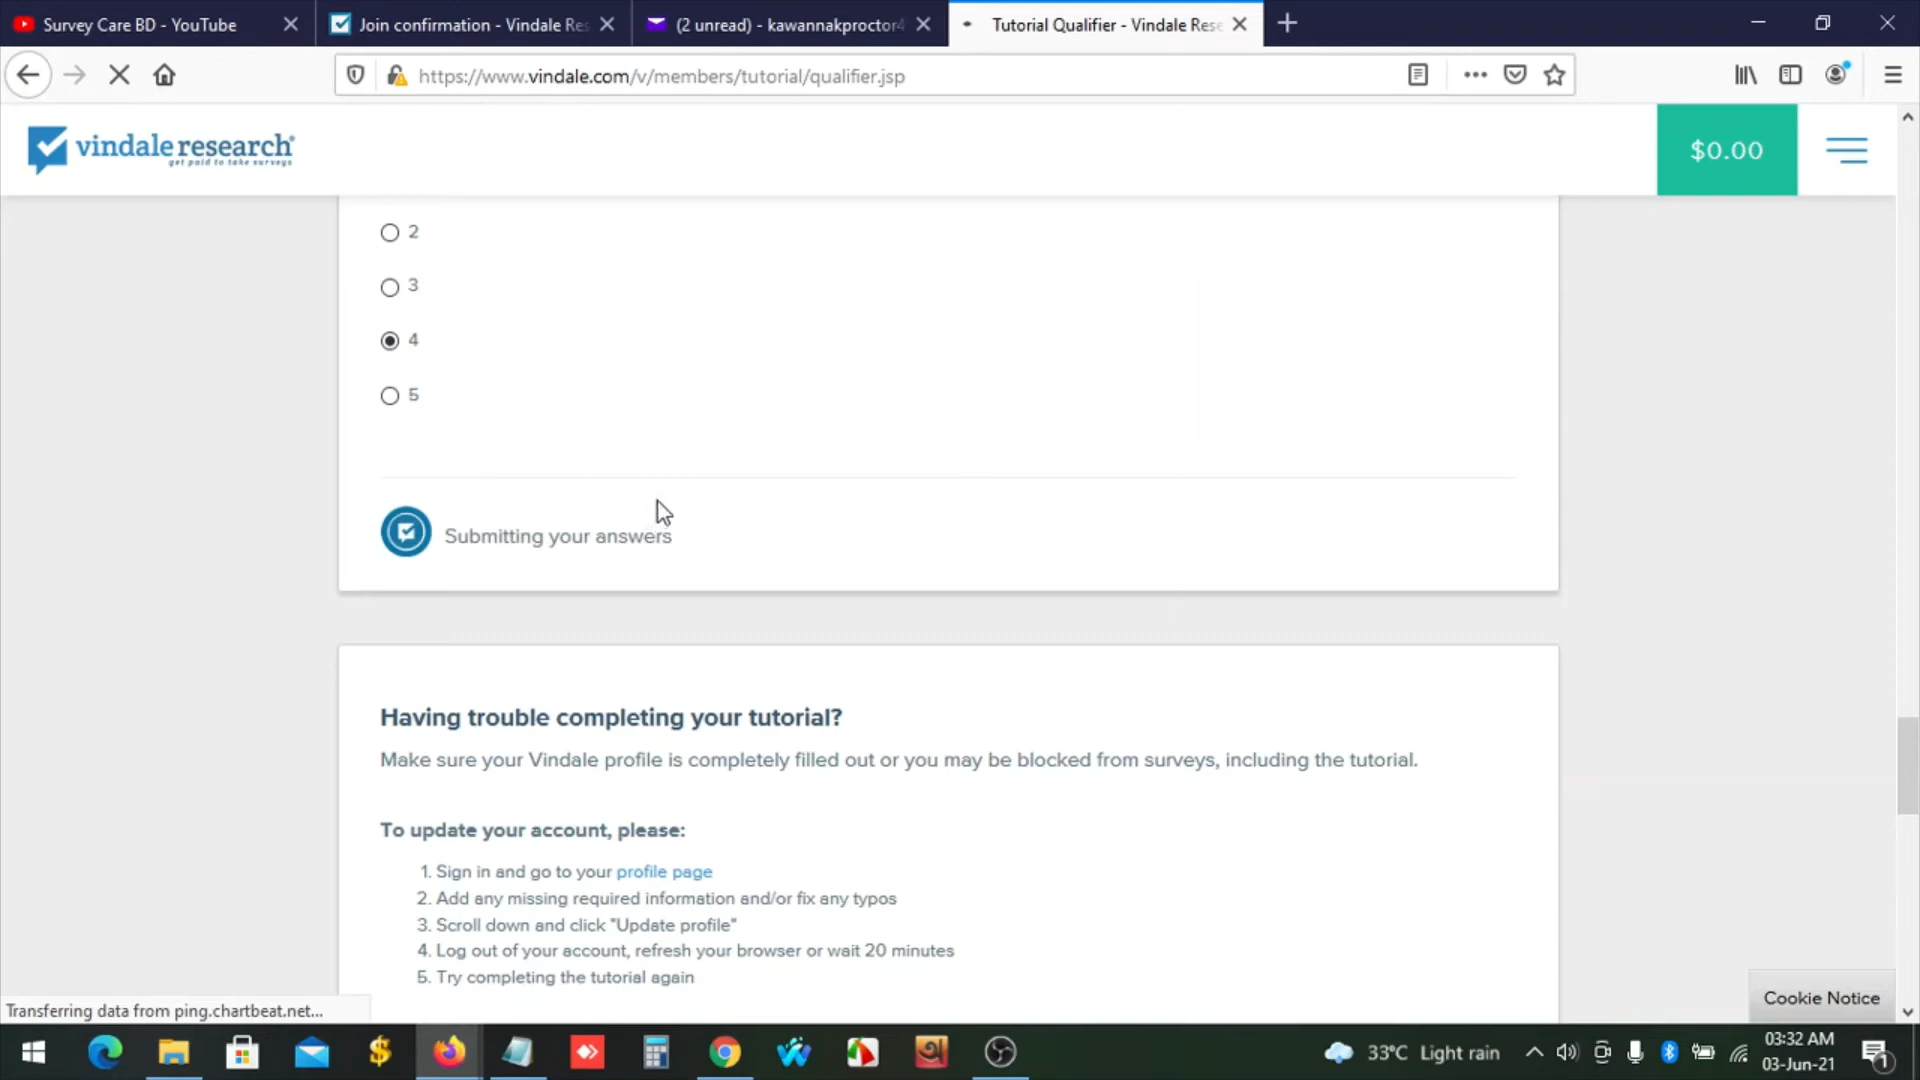 Survey Care BD - YouTube
Join confirmation - Vindale Res
(2 unread) - kawannakproctor4
Tutorial Qualifier - Vindale Rese
https://www.vindale.com/v/members/tutorial/qualifier.jsp
vindale research
get paid to take surveys
$0.00
2
3
4
5
Submitting your answers
Having trouble completing your tutorial?
Make sure your Vindale profile is completely filled out or you may be blocked from surveys, including the tutorial.
To update your account, please:
1. Sign in and go to your profile page
2. Add any missing required information and/or fix any typos
3. Scroll down and click "Update profile"
4. Log out of your account, refresh your browser or wait 20 minutes
5. Try completing the tutorial again
Cookie Notice
Transferring data from ping.chartbeat.net...
33°C Light rain
03:32 AM
03-Jun-21
1